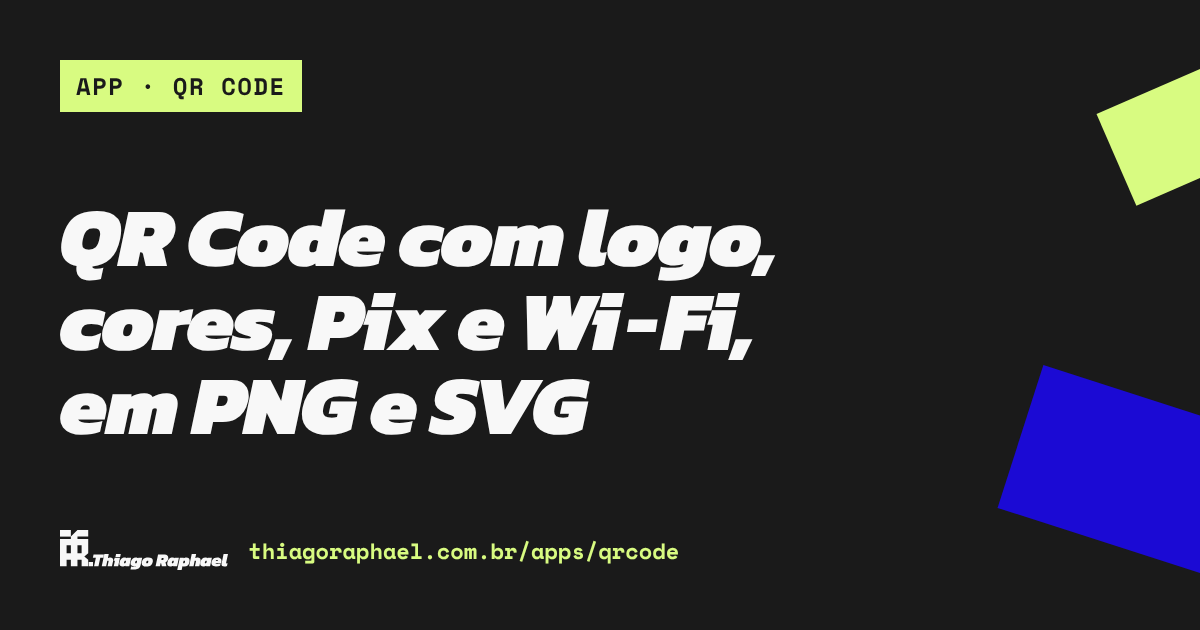 APP · QR CODE
QR Code com logo,
cores, Pix e Wi-Fi,
em PNG e SVG
Thiago Raphael
thiagoraphael.com.br/apps/qrcode